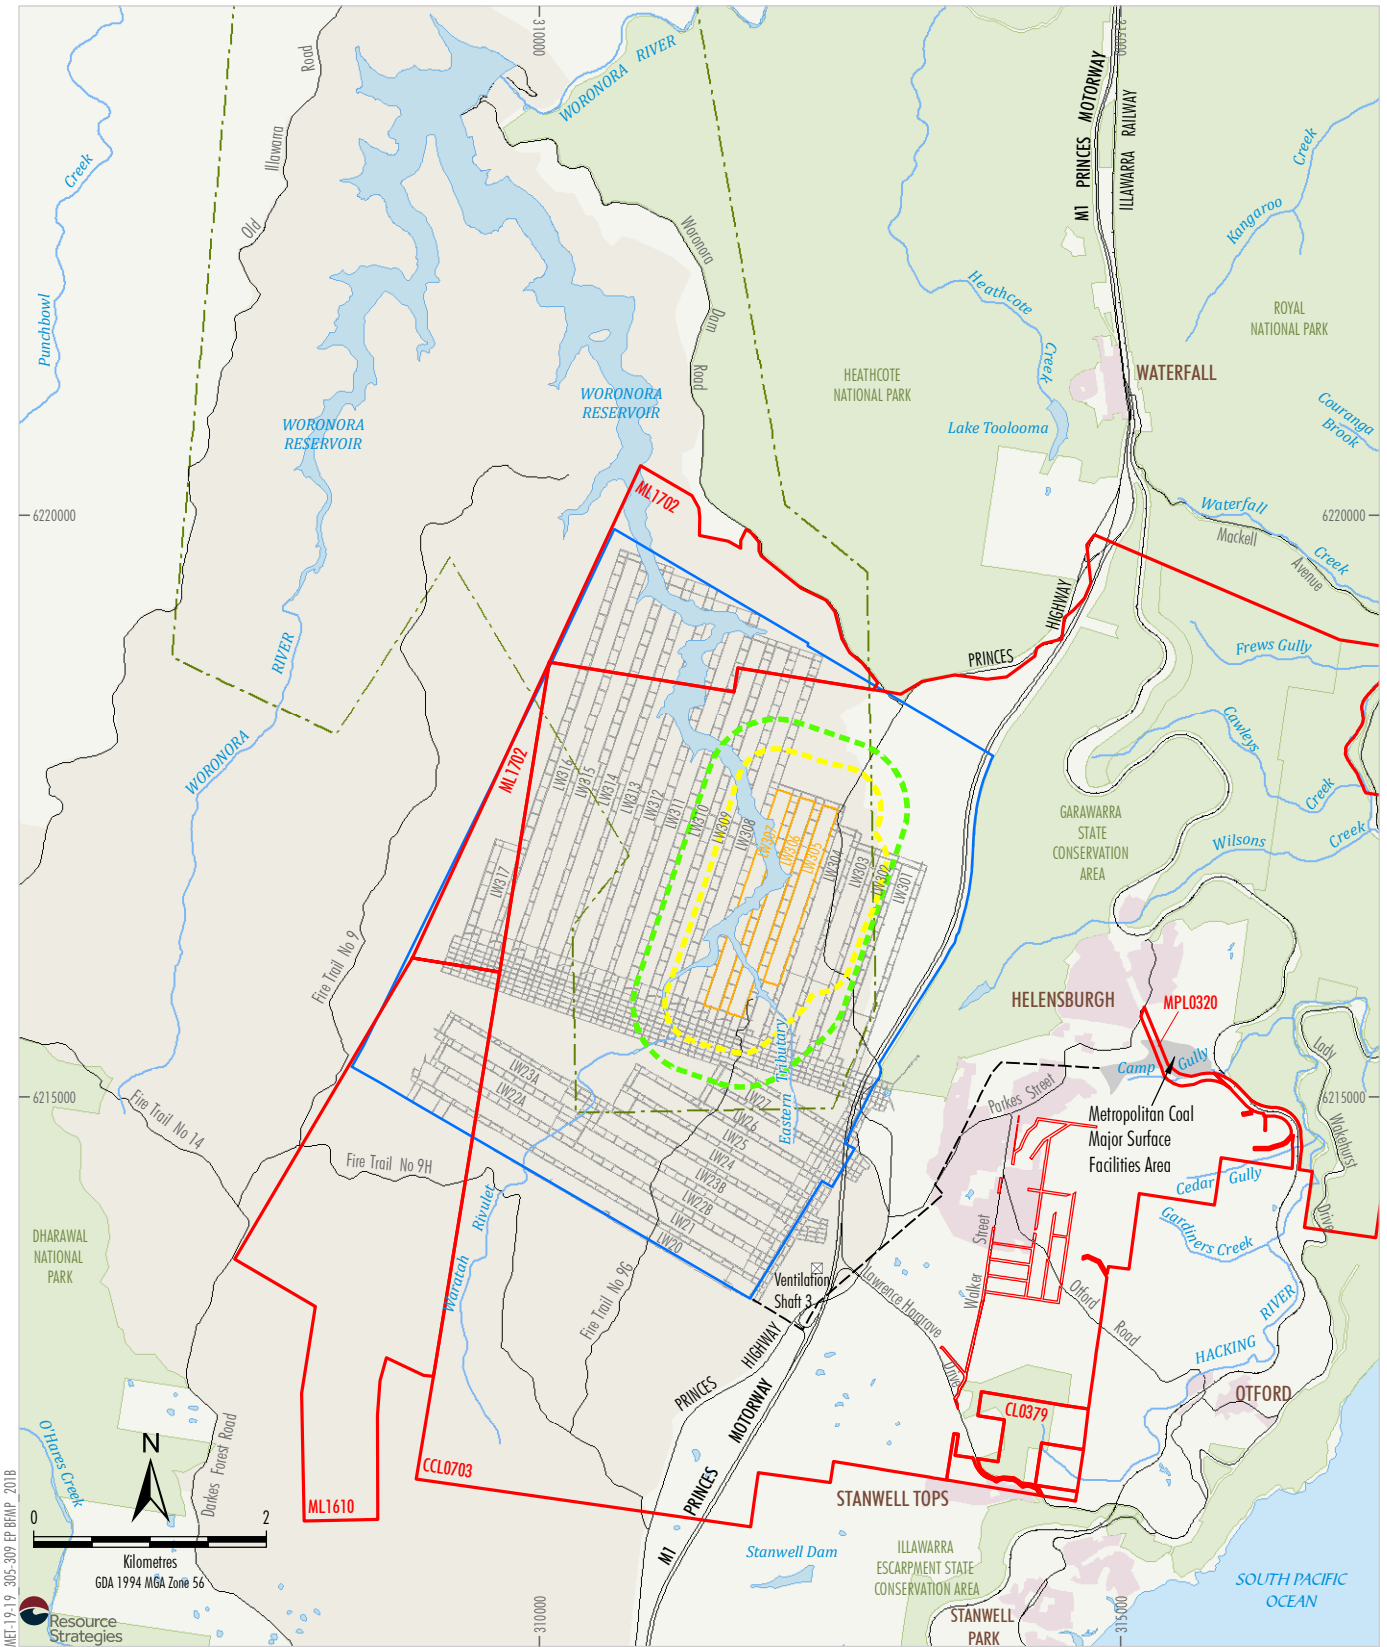 310000
315000
Road
Illawarra
Old
WORONORA RIVER
M1 PRINCES MOTORWAY
ILLAWARRA RAILWAY
Creek
Punchbowl
Kangaroo
Creek
Woronora
Dam
Road
Heathcote
Creek
ROYAL
NATIONAL PARK
HEATHCOTE
NATIONAL PARK
WATERFALL
WORONORA
RESERVOIR
WORONORA
RESERVOIR
Lake Toolooma
Couranga
Brook
ML1702
6220000
6220000
Waterfall
Creek
Mackell
Avenue
HIGHWAY
PRINCES
Frews Gully
RIVER
WORONORA
Cawleys
Creek
ML1702
LW316
LW315
LW314
LW313
LW312
LW311
LW310
LW309
LW308
LW307
LW306
LW305
LW304
LW303
LW302
LW301
LW317
GARAWARRA
STATE
CONSERVATION
AREA
Wilsons
Creek
Fire Trail No 9
HELENSBURGH
MPL0320
Camp
Gully
Lady
Wakehurst
Drive
Parkes Street
Metropolitan Coal
Major Surface
Facilities Area
6215000
6215000
Eastern Tributary
LW23A
LW22A
LW27
LW26
LW25
LW24
LW23B
LW22B
LW21
LW20
Fire Trail No 14
Fire Trail No 9H
Fire Trail No 9G
Waratah
Rivulet
Cedar Gully
Gardiners Creek
Street
Walker
Otford
Road
DHARAWAL
NATIONAL
PARK
Ventilation
Shaft 3
Lawrence Hargrave
Drive
HACKING RIVER
PRINCES
HIGHWAY
M1
PRINCES
MOTORWAY
OTFORD
CL0379
CCL0703
ML1610
STANWELL TOPS
O'Hares Creek
Darkes Forest Road
N
0
2
Kilometres
GDA 1994 MGA Zone 56
Stanwell Dam
ILLAWARRA
ESCARPMENT STATE
CONSERVATION AREA
STANWELL
PARK
SOUTH PACIFIC
OCEAN
310000
315000
MET-19-19 305-309 EP BFMP_201B
Resource
Strategies